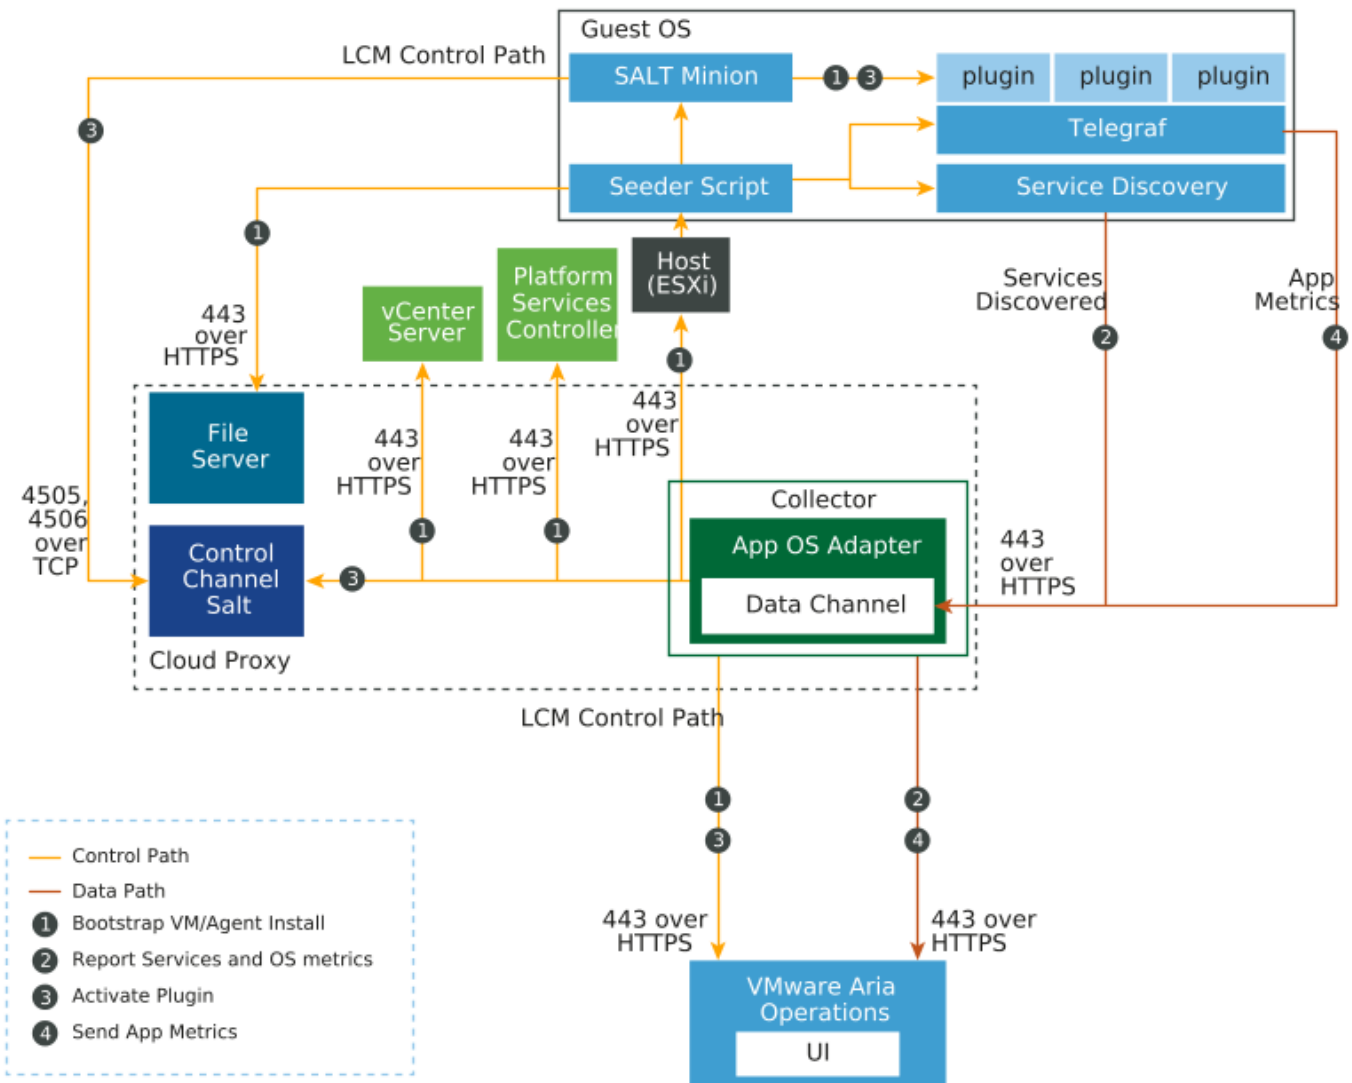 Guest OS
LCM Control Path
SALT Minion
1
3
plugin
plugin
plugin
3
Telegraf
Seeder Script
Service Discovery
1
Host
(ESXi)
Platform
Services
Controller
Services
Discovered
App
Metrics
443
over
HTTPS
vCenter
Server
1
2
4
443
over
HTTPS
File
Server
443
over
HTTPS
443
over
HTTPS
4505,
4506
over
TCP
Collector
1
1
Control
Channel
Salt
App OS Adapter
443
over
HTTPS
3
Data Channel
Cloud Proxy
LCM Control Path
1
2
3
4
443 over
HTTPS
443 over
HTTPS
VMware Aria
Operations
UI
Control Path
Data Path
1 Bootstrap VM/Agent Install
2 Report Services and OS metrics
3 Activate Plugin
4 Send App Metrics